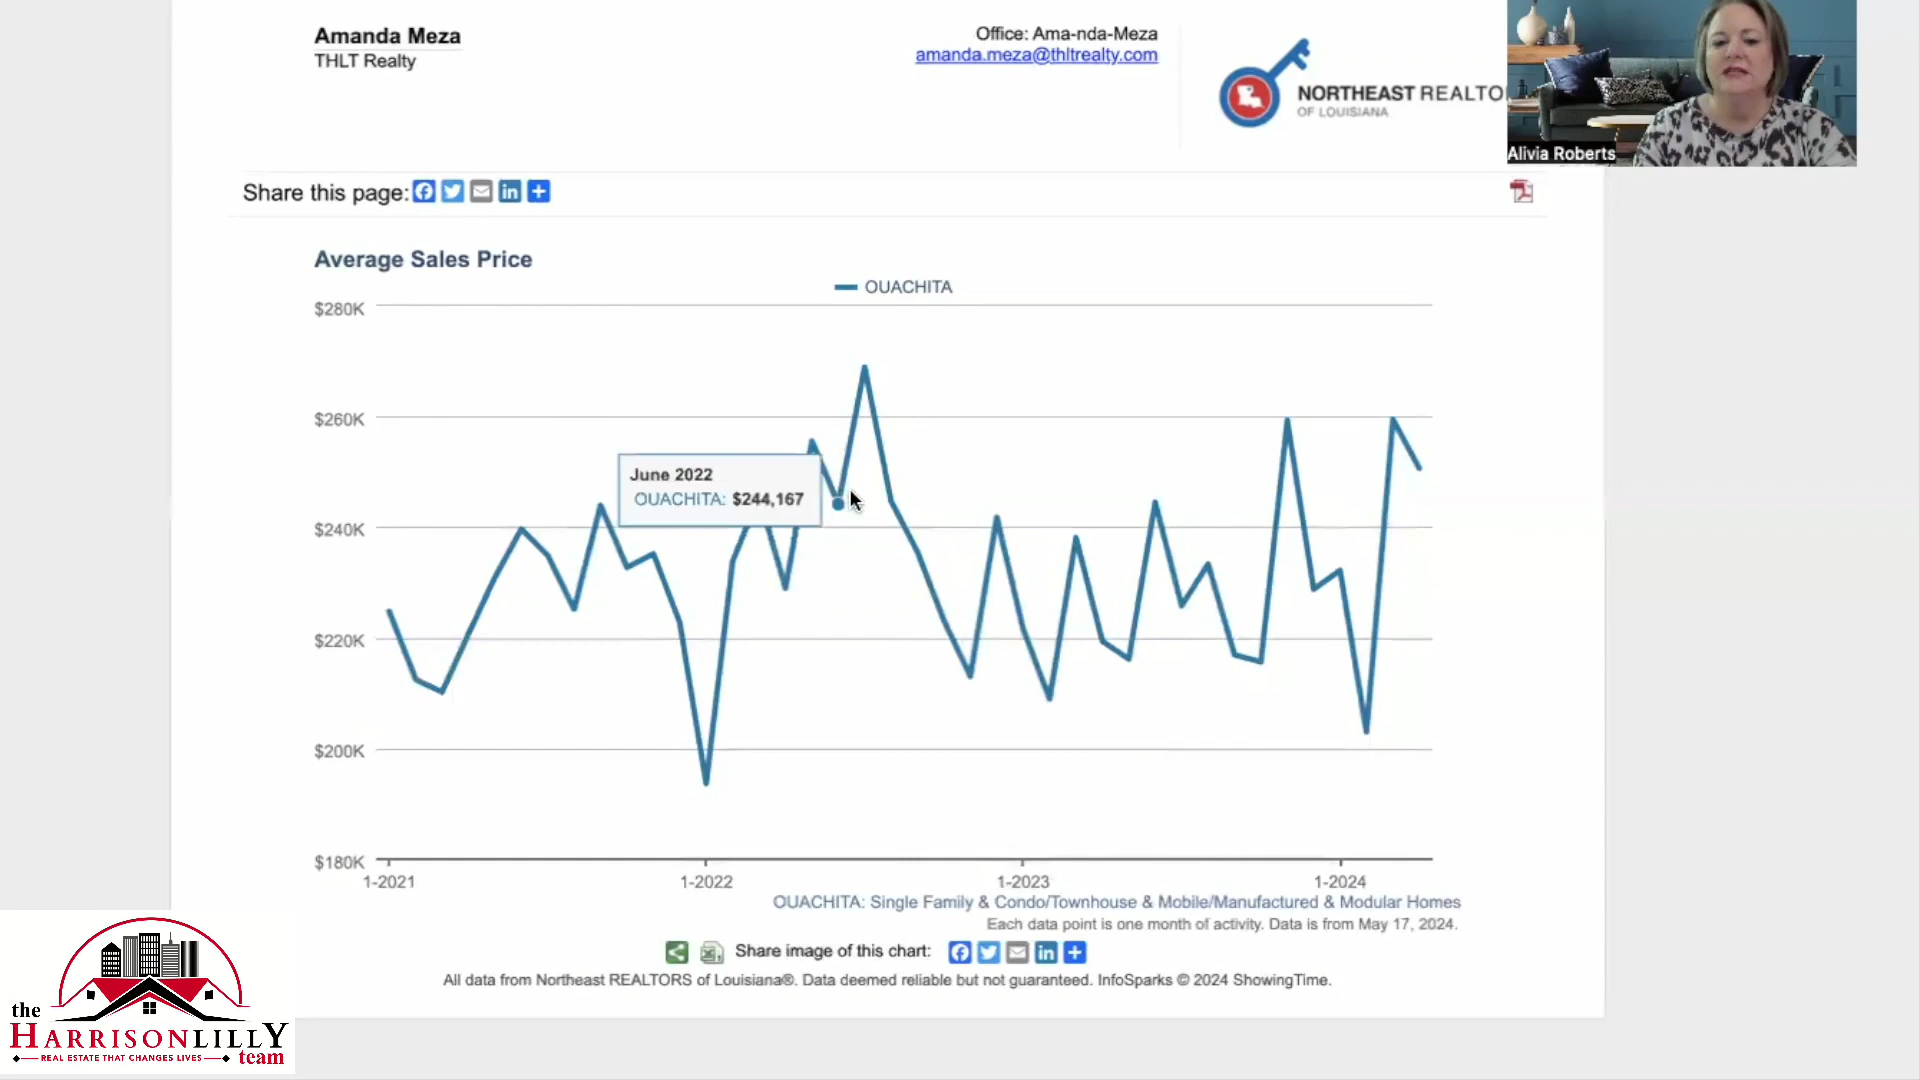 Amanda Meza
THLT Realty
Office: Ama-nda-Meza
amanda.meza@thltrealty.com
NORTHEAST REALTO
OF LOUISIANA
Alivia Roberts
Share this page:
Average Sales Price
OUACHITA
$280K
$260K
June 2022
OUACHITA: $244,167
$240K
$220K
$200K
$180K
1-2021 1-2022 1-2023 1-2024
OUACHITA: Single Family & Condo/Townhouse & Mobile/Manufactured & Modular Homes
Each data point is one month of activity. Data is from May 17, 2024.
Share image of this chart:
All data from Northeast REALTORS of Louisiana®. Data deemed reliable but not guaranteed. InfoSparks © 2024 ShowingTime.
the
HARRISONLILLY
REAL ESTATE THAT CHANGES LIVES
team